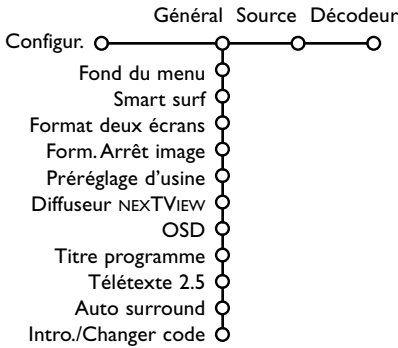 Général Source Décodeur
Configur.
Fond du menu
Smart surf
Format deux écrans
Form. Arrêt image
Préréglage d'usine
Diffuseur NEXTVIEW
OSD
Titre programme
Télétexte 2.5
Auto surround
Intro./Changer code